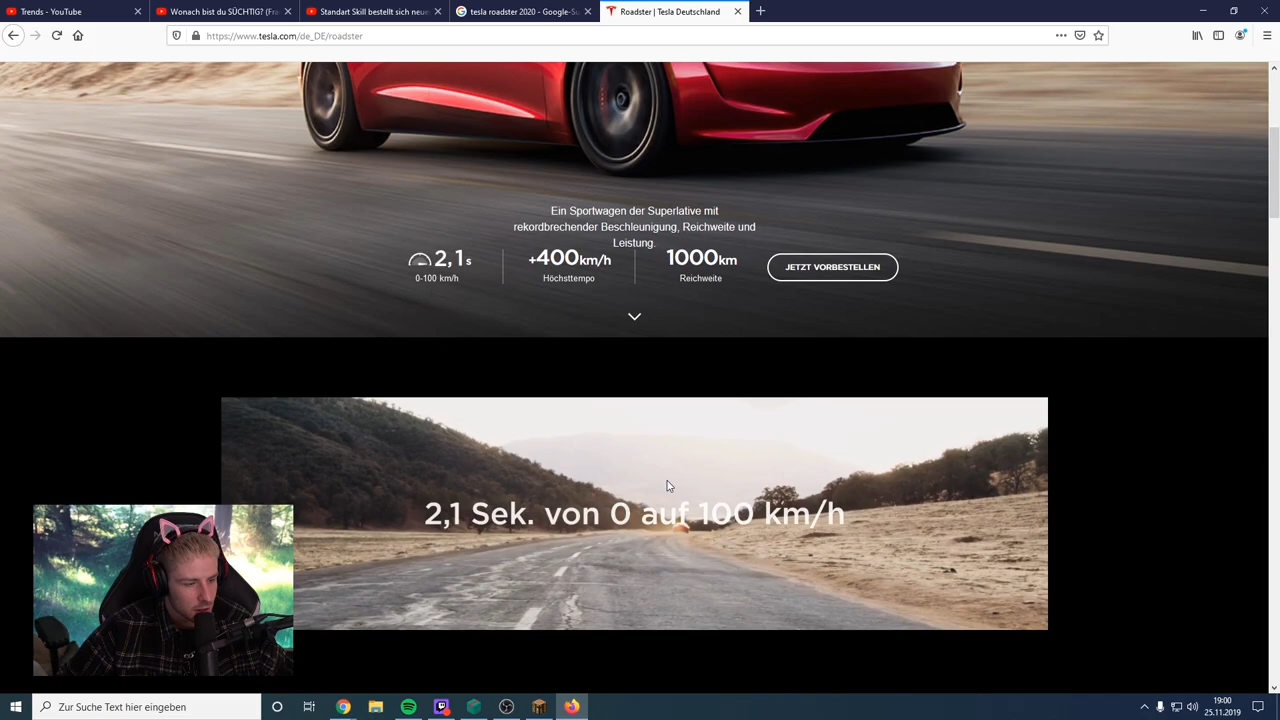 Trends - YouTube
Wonach bist du SÜCHTIG? (Fra
Standart Skill bestellt sich neue
tesla roadster 2020 - Google-Su
Roadster | Tesla Deutschland
https://www.tesla.com/de_DE/roadster
Ein Sportwagen der Superlative mit
rekordbrechender Beschleunigung, Reichweite und
Leistung.
2,1s
0-100 km/h
+400km/h
Höchsttempo
1000km
Reichweite
JETZT VORBESTELLEN
2,1 Sek. von 0 auf 100 km/h
Zur Suche Text hier eingeben
19:00
25.11.2019